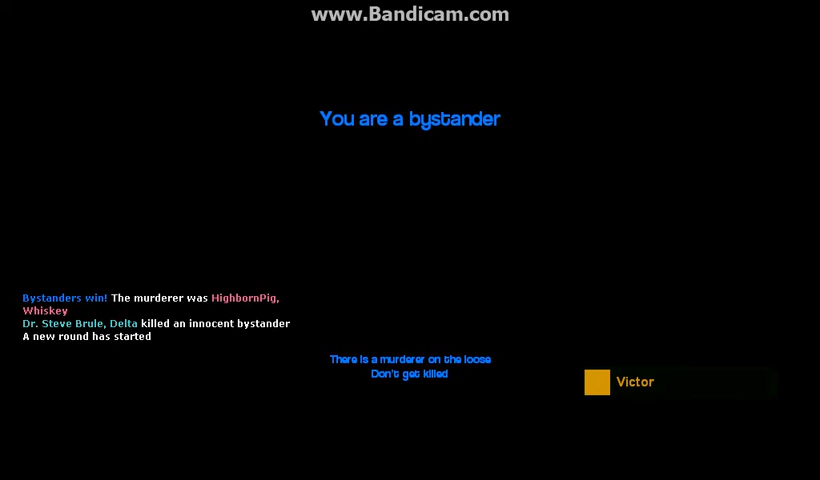 www.Bandicam.com
You are a bystander
Bystanders win! The murderer was HighbornPig,
Whiskey
Dr. Steve Brule, Delta killed an innocent bystander
A new round has started
There is a murderer on the loose
Don't get killed
Victor